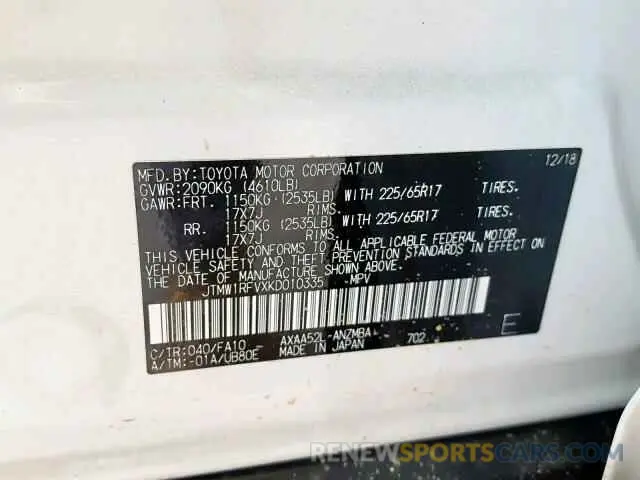 MFD. BY: TOYOTA MOTOR CORPORATION 12/18
GVWR: 2090KG (4610LB)
GAWR: FRT. 1150KG (2535LB) WITH 225/65R17 TIRES.
17X7J RIMS.
RR. 1150KG (2535LB) WITH 225/65R17 TIRES.
17X7J RIMS.
THIS VEHICLE CONFORMS TO ALL APPLICABLE FEDERAL MOTOR
VEHICLE SAFETY AND THEFT PREVENTION STANDARDS IN EFFECT ON
THE DATE OF MANUFACTURE SHOWN ABOVE.
JTMW1RFVXKD010335 MPV
C/TR: 040/FA10 AXAA52L-ANZMBA 702 E
A/TM: -01A/UB80E MADE IN JAPAN
RENEWSPORTSCARS.COM